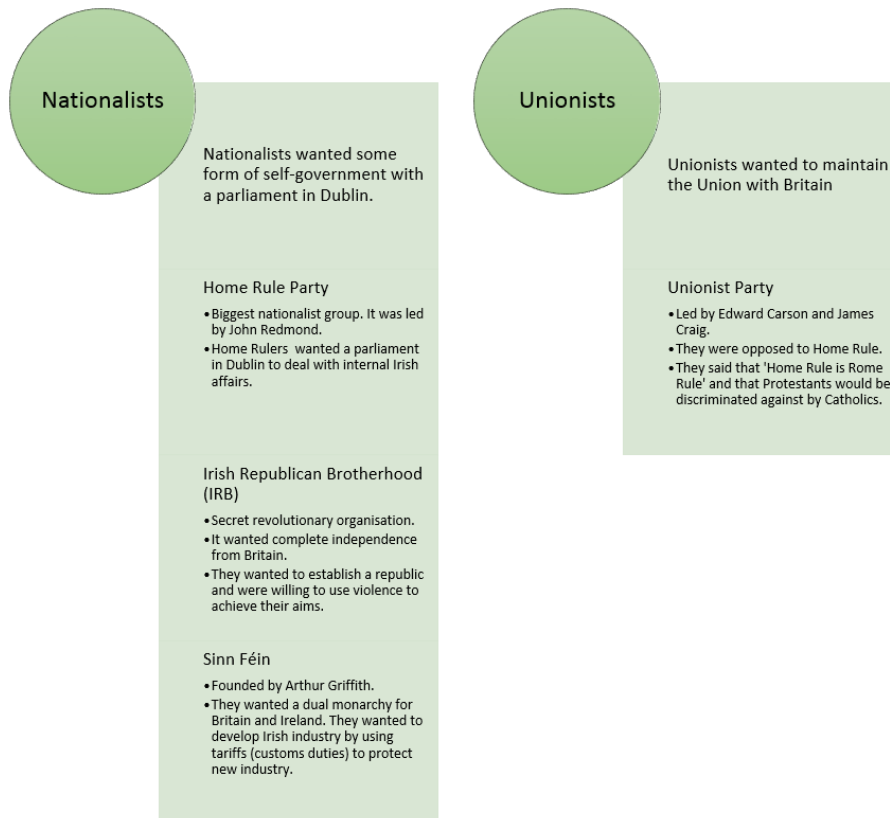 Nationalists
Nationalists wanted some
form of self-government with
a parliament in Dublin.
Home Rule Party
•Biggest nationalist group. It was led
by John Redmond.
•Home Rulers wanted a parliament
in Dublin to deal with internal Irish
affairs.
Irish Republican Brotherhood
(IRB)
•Secret revolutionary organisation.
•It wanted complete independence
from Britain.
•They wanted to establish a republic
and were willing to use violence to
achieve their aims.
Sinn Féin
•Founded by Arthur Griffith.
•They wanted a dual monarchy for
Britain and Ireland. They wanted to
develop Irish industry by using
tariffs (customs duties) to protect
new industry.
Unionists
Unionists wanted to maintain
the Union with Britain
Unionist Party
•Led by Edward Carson and James
Craig.
•They were opposed to Home Rule.
•They said that 'Home Rule is Rome
Rule' and that Protestants would be
discriminated against by Catholics.